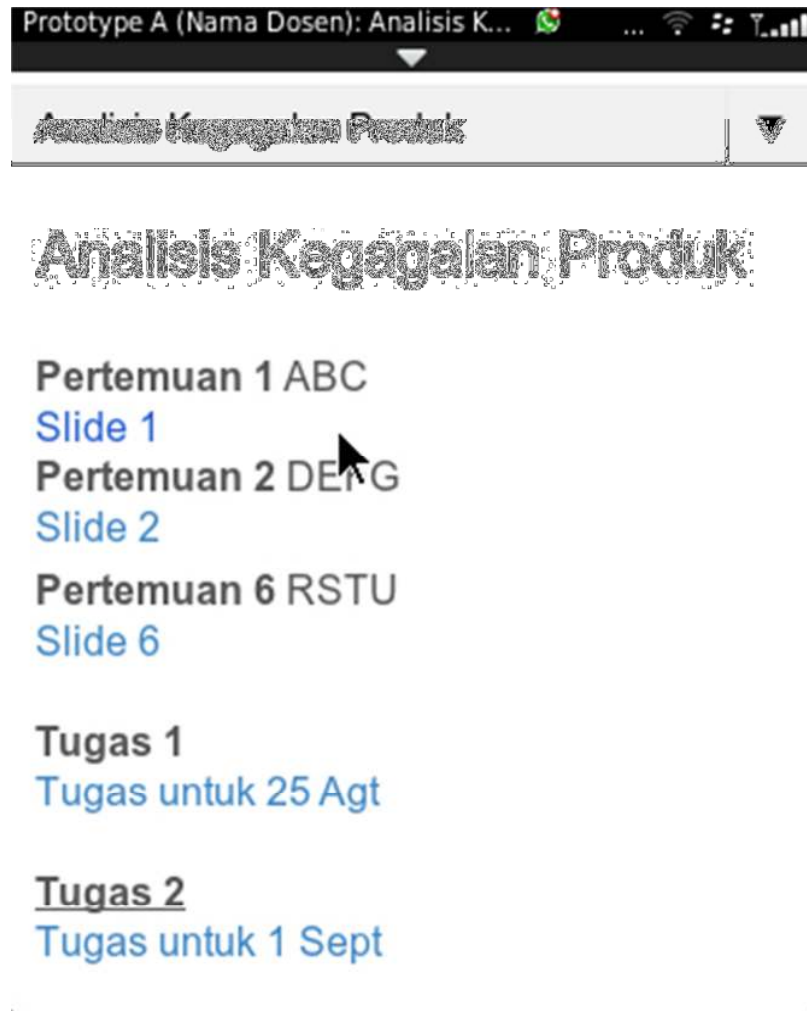 Prototype A (Nama Dosen): Analisis K... ...
Analisis Kegagalan Produk
Analisis Kegagalan Produk
Pertemuan 1 ABC
Slide 1
Pertemuan 2 DEFG
Slide 2
Pertemuan 6 RSTU
Slide 6
Tugas 1
Tugas untuk 25 Agt
Tugas 2
Tugas untuk 1 Sept